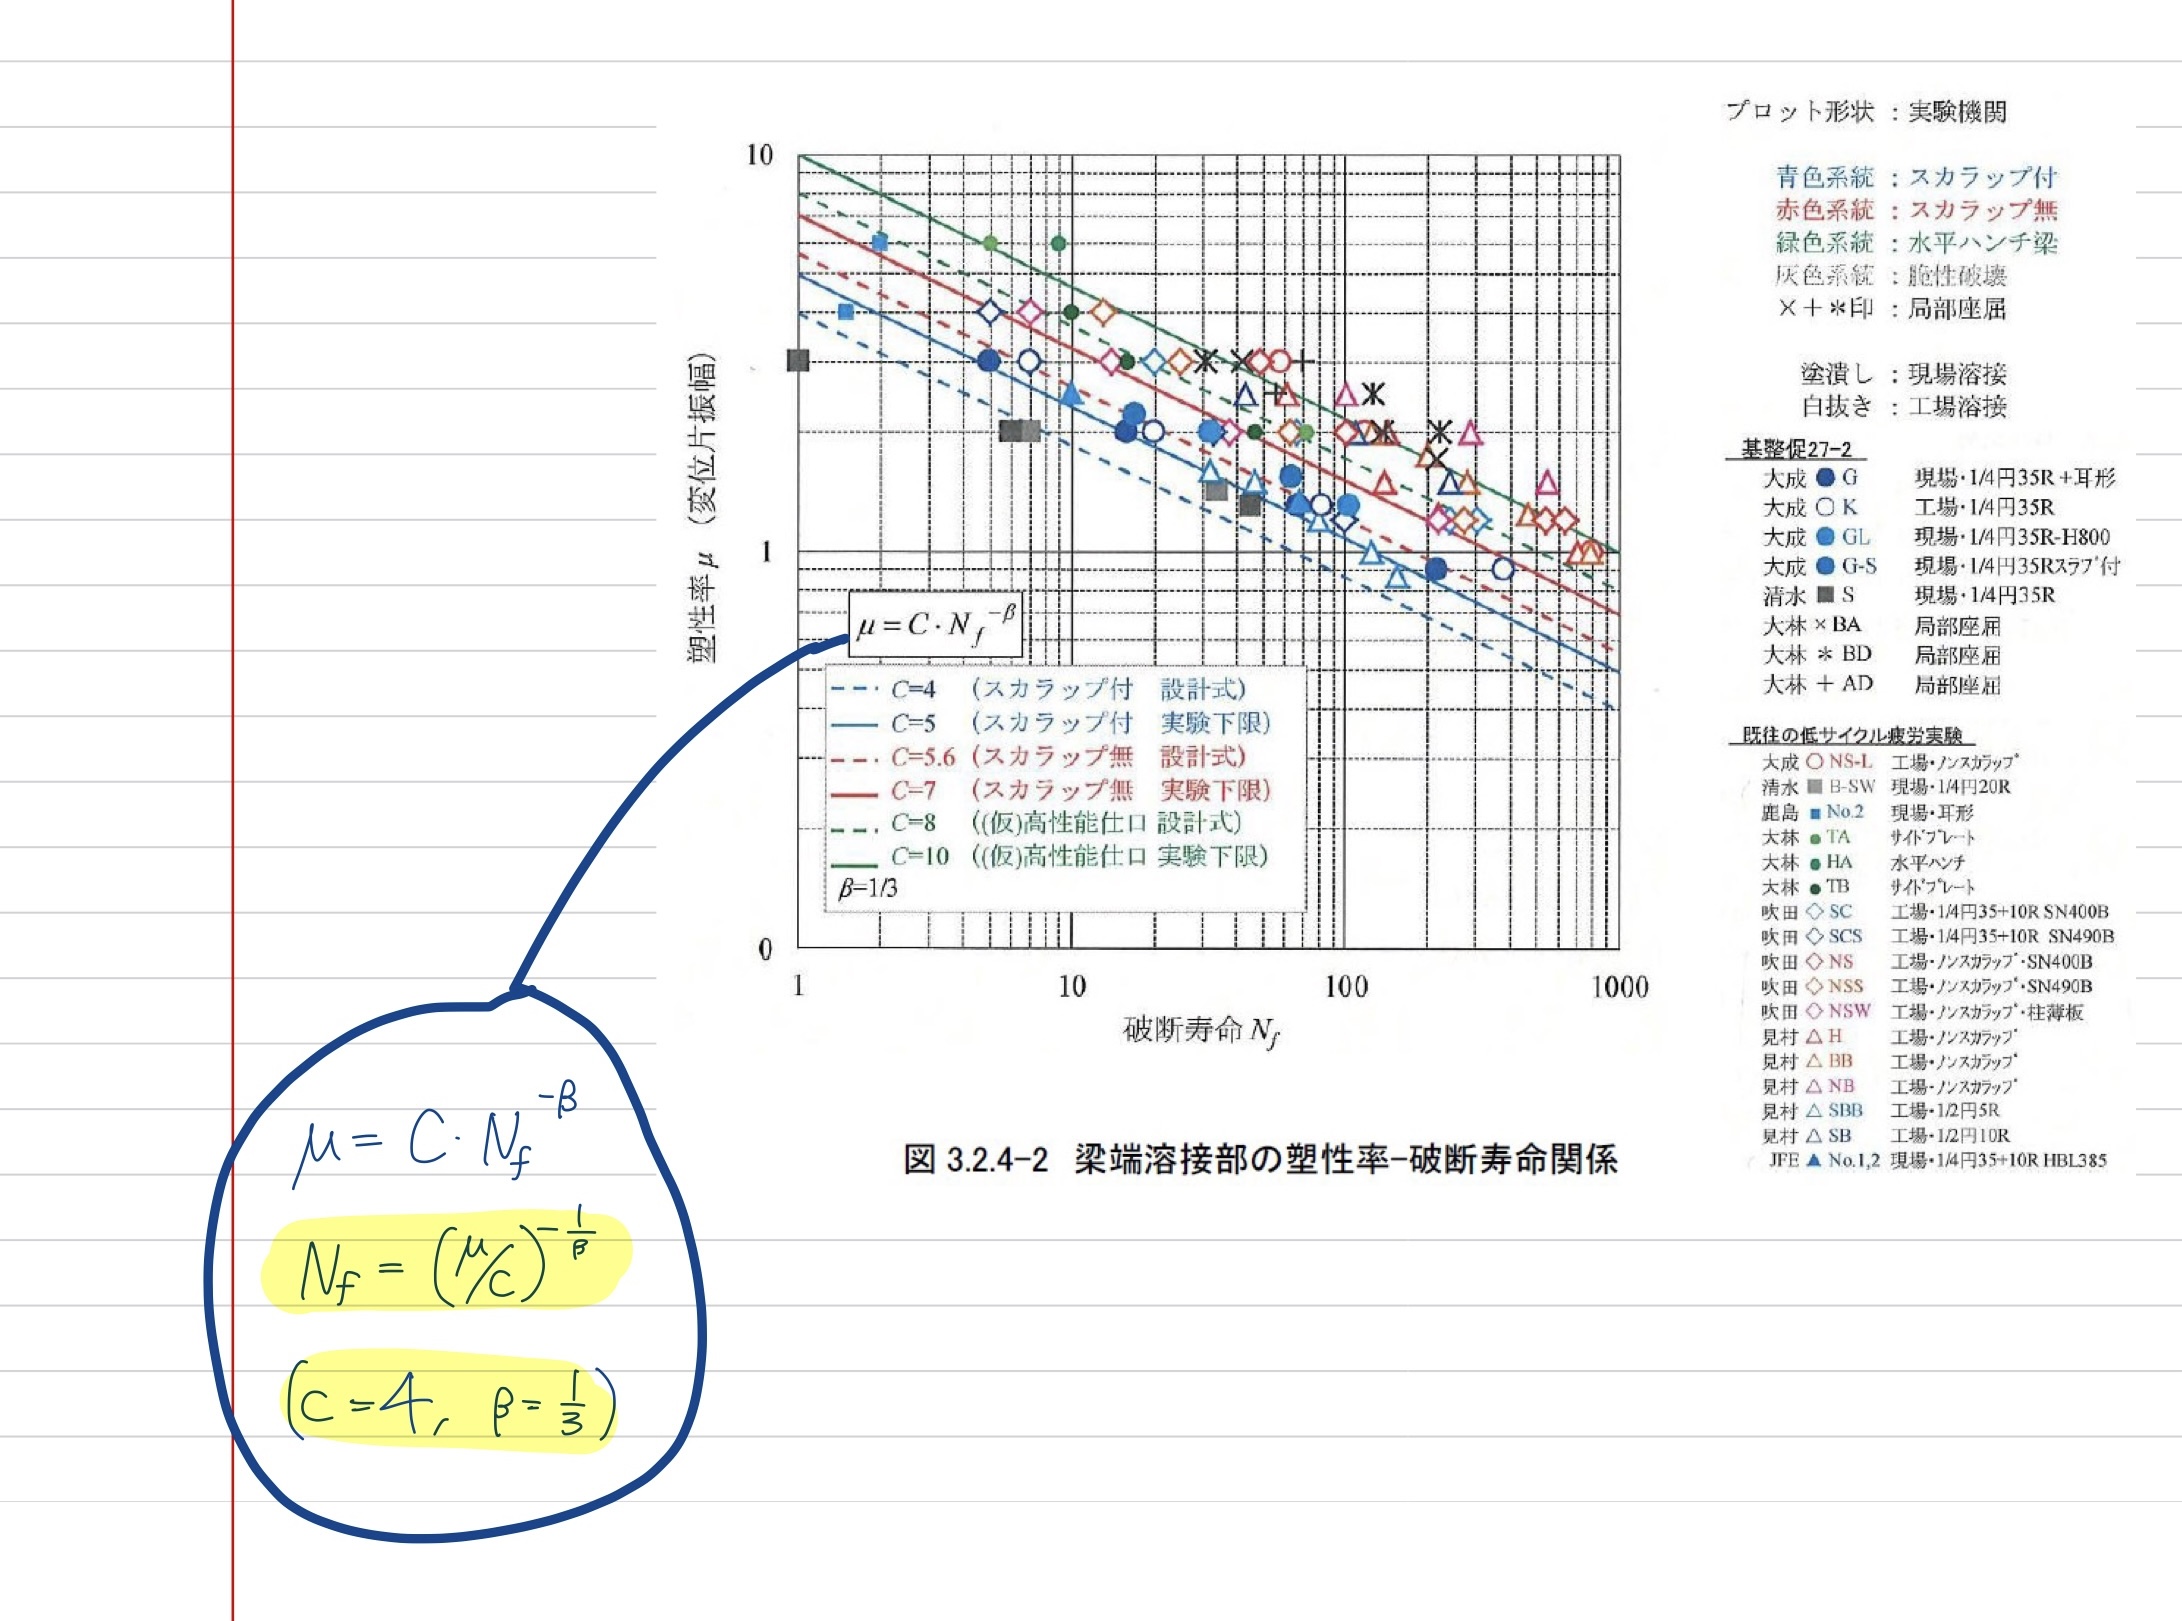 プロット形状 : 実験機関
青色系統 : スカラップ付
赤色系統 : スカラップ無
緑色系統 : 水平ハンチ梁
灰色系統 : 脆性破壊
×+*印 : 局部座屈
塗潰し : 現場溶接
白抜き : 工場溶接
基整促27-2
大成 ● G 現場・1/4円35R+耳形
大成 ○ K 工場・1/4円35R
大成 ● GL 現場・1/4円35R-H800
大成 ● G-S 現場・1/4円35Rスラブ付
清水 ■ S 現場・1/4円35R
大林 × BA 局部座屈
大林 * BD 局部座屈
大林 + AD 局部座屈
既往の低サイクル疲労実験
大成 ○ NS-L 工場・ノンスカラップ
清水 ■ B-SW 現場・1/4円20R
鹿島 ■ No.2 現場・耳形
大林 ● TA サイドプレート
大林 ● HA 水平ハンチ
大林 ● TB サイドプレート
吹田 ◇ SC 工場・1/4円35+10R SN400B
吹田 ◇ SCS 工場・1/4円35+10R SN490B
吹田 ◇ NS 工場・ノンスカラップ・SN400B
吹田 ◇ NSS 工場・ノンスカラップ・SN490B
吹田 ◇ NSW 工場・ノンスカラップ・柱薄板
見村 △ H 工場・ノンスカラップ
見村 △ BB 工場・ノンスカラップ
見村 △ NB 工場・ノンスカラップ
見村 △ SBB 工場・1/2円5R
見村 △ SB 工場・1/2円10R
JFE ▲ No.1,2 現場・1/4円35+10R HBL385
塑性率 μ (変位片振幅)
10
1
0
μ = C・N_f^{-β}
C=4 (スカラップ付 設計式)
C=5 (スカラップ付 実験下限)
C=5.6 (スカラップ無 設計式)
C=7 (スカラップ無 実験下限)
C=8 ((仮)高性能仕口 設計式)
C=10 ((仮)高性能仕口 実験下限)
β=1/3
1 10 100 1000
破断寿命 N_f
図 3.2.4-2 梁端溶接部の塑性率-破断寿命関係
μ = C・N_f^{-β}
N_f = (μ/C)^{-1/β}
(C=4, β=1/3)